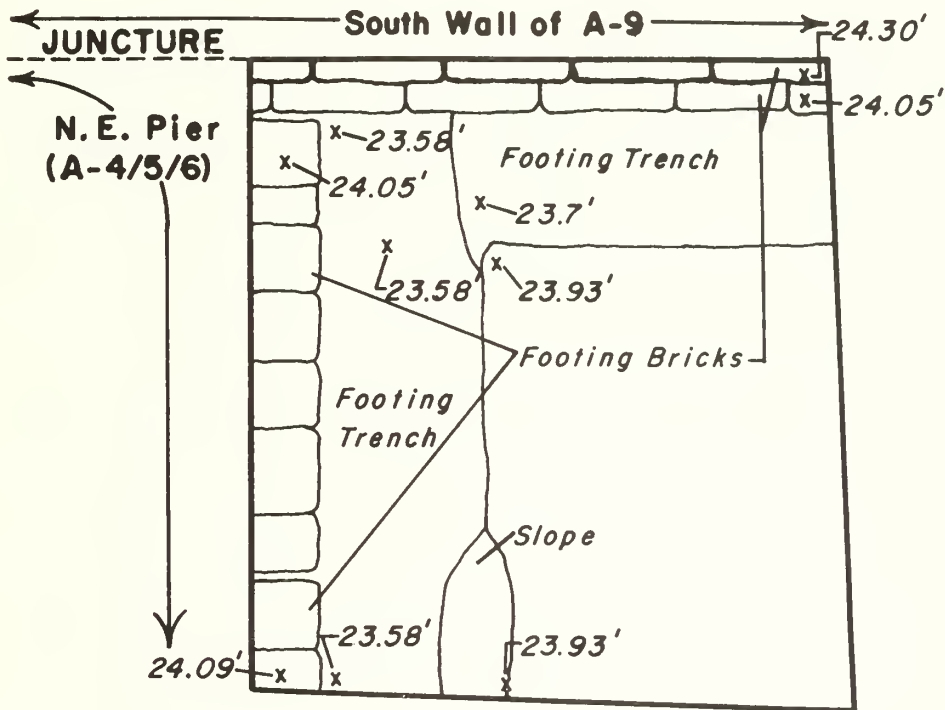 South Wall of A-9
24.30'
JUNCTURE
24.05'
N.E. Pier
(A-4/5/6)
23.58'
Footing Trench
24.05'
23.7'
23.58'
23.93'
Footing Bricks
Footing
Trench
Slope
23.58'
23.93'
24.09'
x
x
x
x
x
x
x
x
x
x